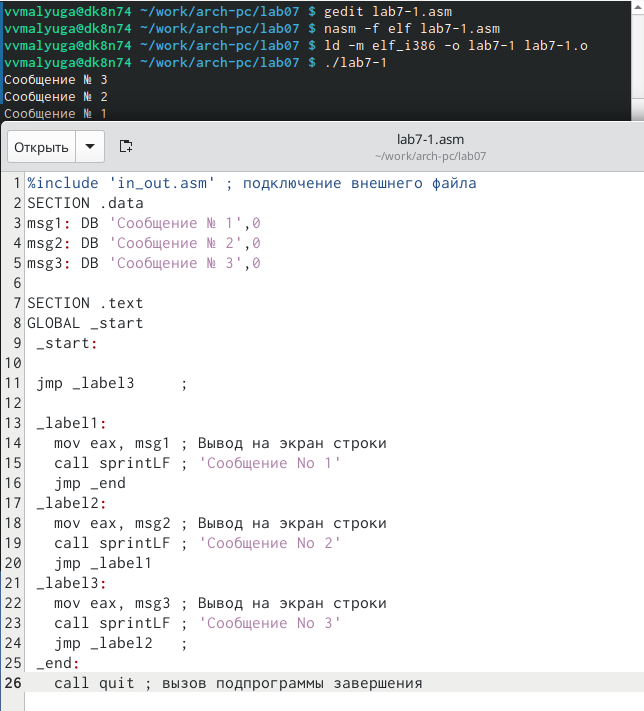 vvmalyuga@dk8n74 ~/work/arch-pc/lab07 $ gedit lab7-1.asm
vvmalyuga@dk8n74 ~/work/arch-pc/lab07 $ nasm -f elf lab7-1.asm
vvmalyuga@dk8n74 ~/work/arch-pc/lab07 $ ld -m elf_i386 -o lab7-1 lab7-1.o
vvmalyuga@dk8n74 ~/work/arch-pc/lab07 $ ./lab7-1
Сообщение № 3
Сообщение № 2
Сообщение № 1
Открыть
lab7-1.asm
~/work/arch-pc/lab07
1 %include 'in_out.asm' ; подключение внешнего файла
2 SECTION .data
3 msg1: DB 'Сообщение № 1',0
4 msg2: DB 'Сообщение № 2',0
5 msg3: DB 'Сообщение № 3',0
6
7 SECTION .text
8 GLOBAL _start
9 _start:
10
11 jmp _label3 ;
12
13 _label1:
14 mov eax, msg1 ; Вывод на экран строки
15 call sprintLF ; 'Сообщение No 1'
16 jmp _end
17 _label2:
18 mov eax, msg2 ; Вывод на экран строки
19 call sprintLF ; 'Сообщение No 2'
20 jmp _label1
21 _label3:
22 mov eax, msg3 ; Вывод на экран строки
23 call sprintLF ; 'Сообщение No 3'
24 jmp _label2 ;
25 _end:
26 call quit ; вызов подпрограммы завершения